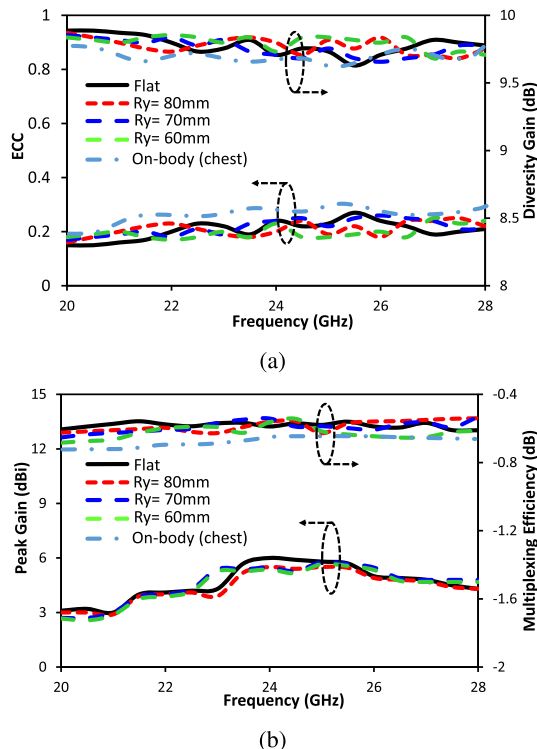 1
0.8
0.6
0.4
0.2
0
ECC
10
9.5
9
8.5
8
Diversity Gain (dB)
Flat
Ry= 80mm
Ry= 70mm
Ry= 60mm
On-body (chest)
20 22 24 26 28
Frequency (GHz)
(a)
15
12
9
6
3
0
Peak Gain (dBi)
-0.4
-0.8
-1.2
-1.6
-2
Multiplexing Efficiency (dB)
Flat
Ry= 80mm
Ry= 70mm
Ry= 60mm
On-body (chest)
20 22 24 26 28
Frequency (GHz)
(b)